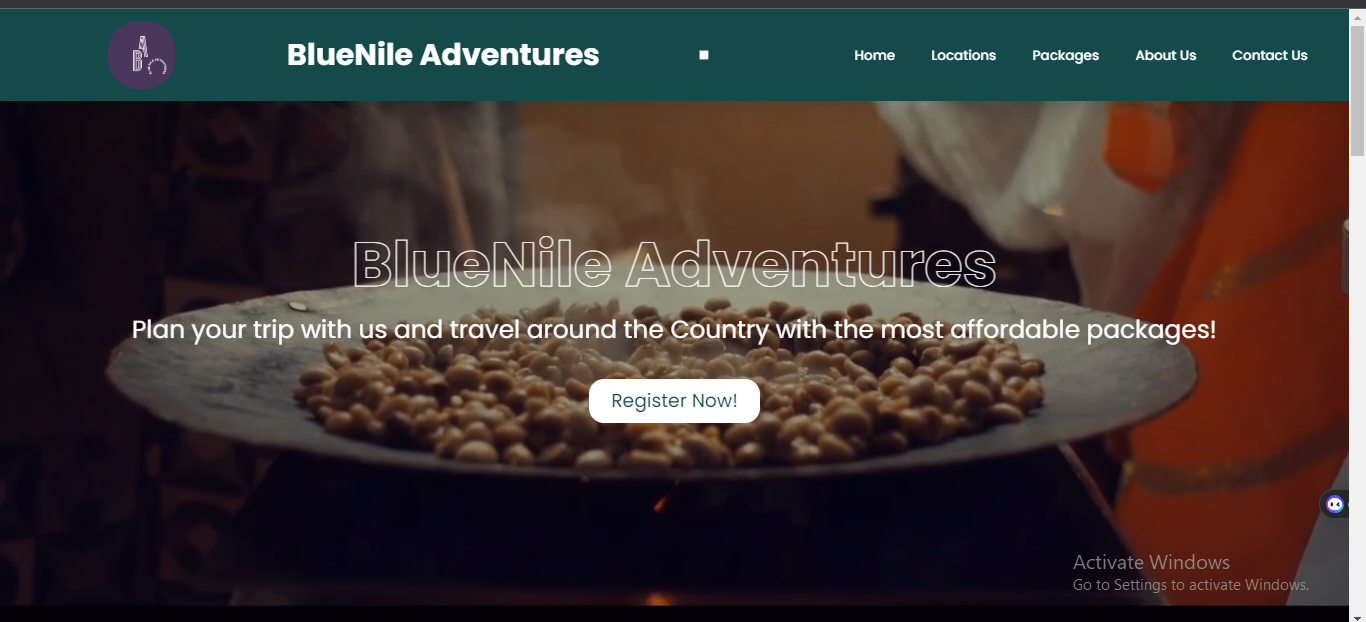 BlueNile Adventures
Home Locations Packages About Us Contact Us
BlueNile Adventures
Plan your trip with us and travel around the Country with the most affordable packages!
Register Now!
Activate Windows
Go to Settings to activate Windows.